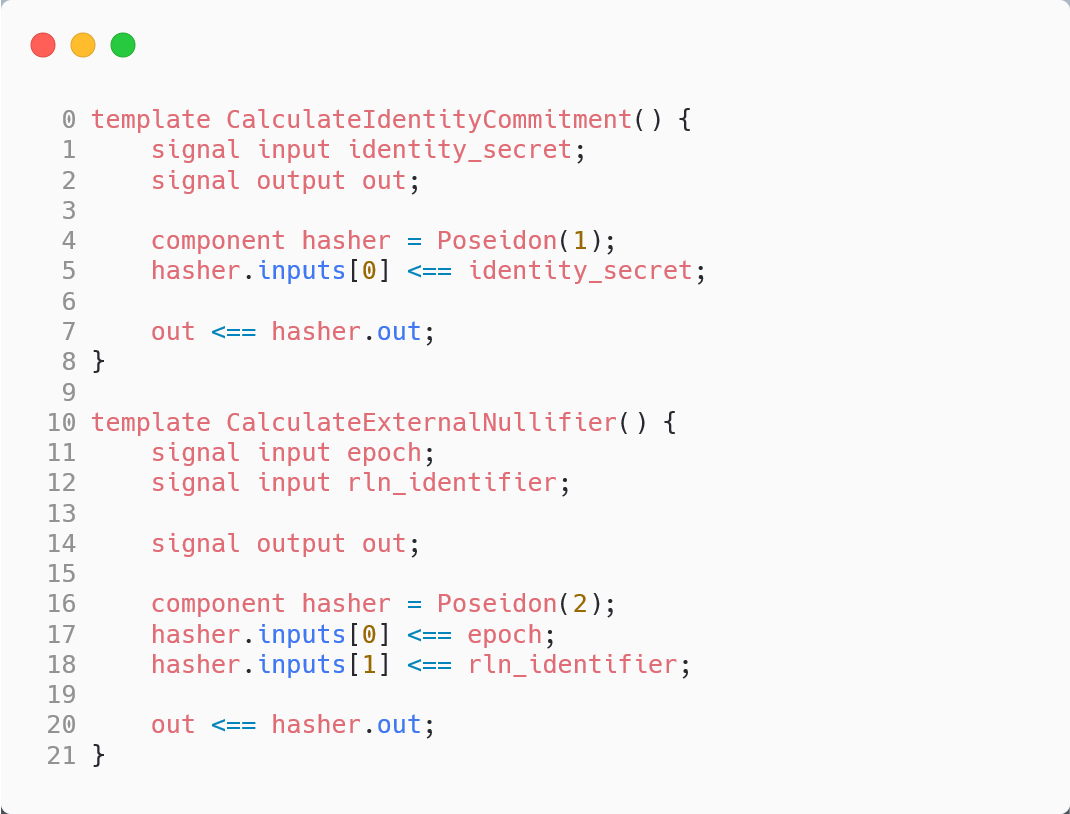 0 template CalculateIdentityCommitment() {
1     signal input identity_secret;
2     signal output out;
3
4     component hasher = Poseidon(1);
5     hasher.inputs[0] <== identity_secret;
6
7     out <== hasher.out;
8 }
9
10 template CalculateExternalNullifier() {
11     signal input epoch;
12     signal input rln_identifier;
13
14     signal output out;
15
16     component hasher = Poseidon(2);
17     hasher.inputs[0] <== epoch;
18     hasher.inputs[1] <== rln_identifier;
19
20     out <== hasher.out;
21 }